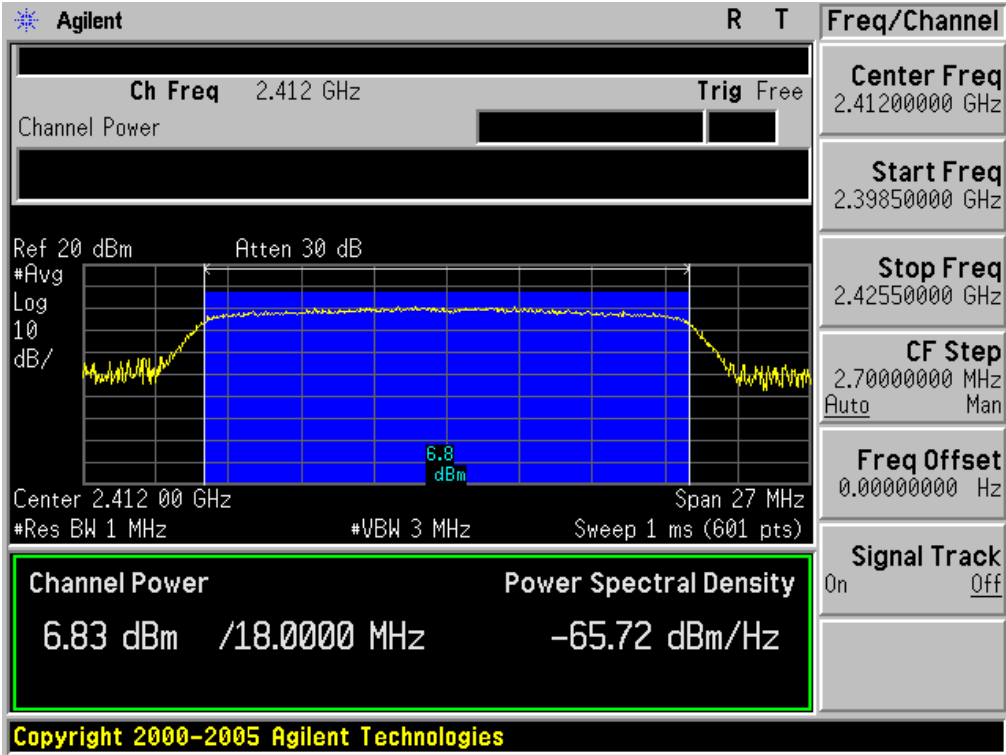 Agilent R T
Ch Freq 2.412 GHz Trig Free
Channel Power
Ref 20 dBm Atten 30 dB
#Avg
Log
10
dB/
6.8
dBm
Center 2.412 00 GHz Span 27 MHz
#Res BW 1 MHz #VBW 3 MHz Sweep 1 ms (601 pts)
Channel Power Power Spectral Density
6.83 dBm /18.0000 MHz -65.72 dBm/Hz
Copyright 2000-2005 Agilent Technologies
Freq/Channel
Center Freq
2.41200000 GHz
Start Freq
2.39850000 GHz
Stop Freq
2.42550000 GHz
CF Step
2.70000000 MHz
Auto Man
Freq Offset
0.00000000 Hz
Signal Track
On Off